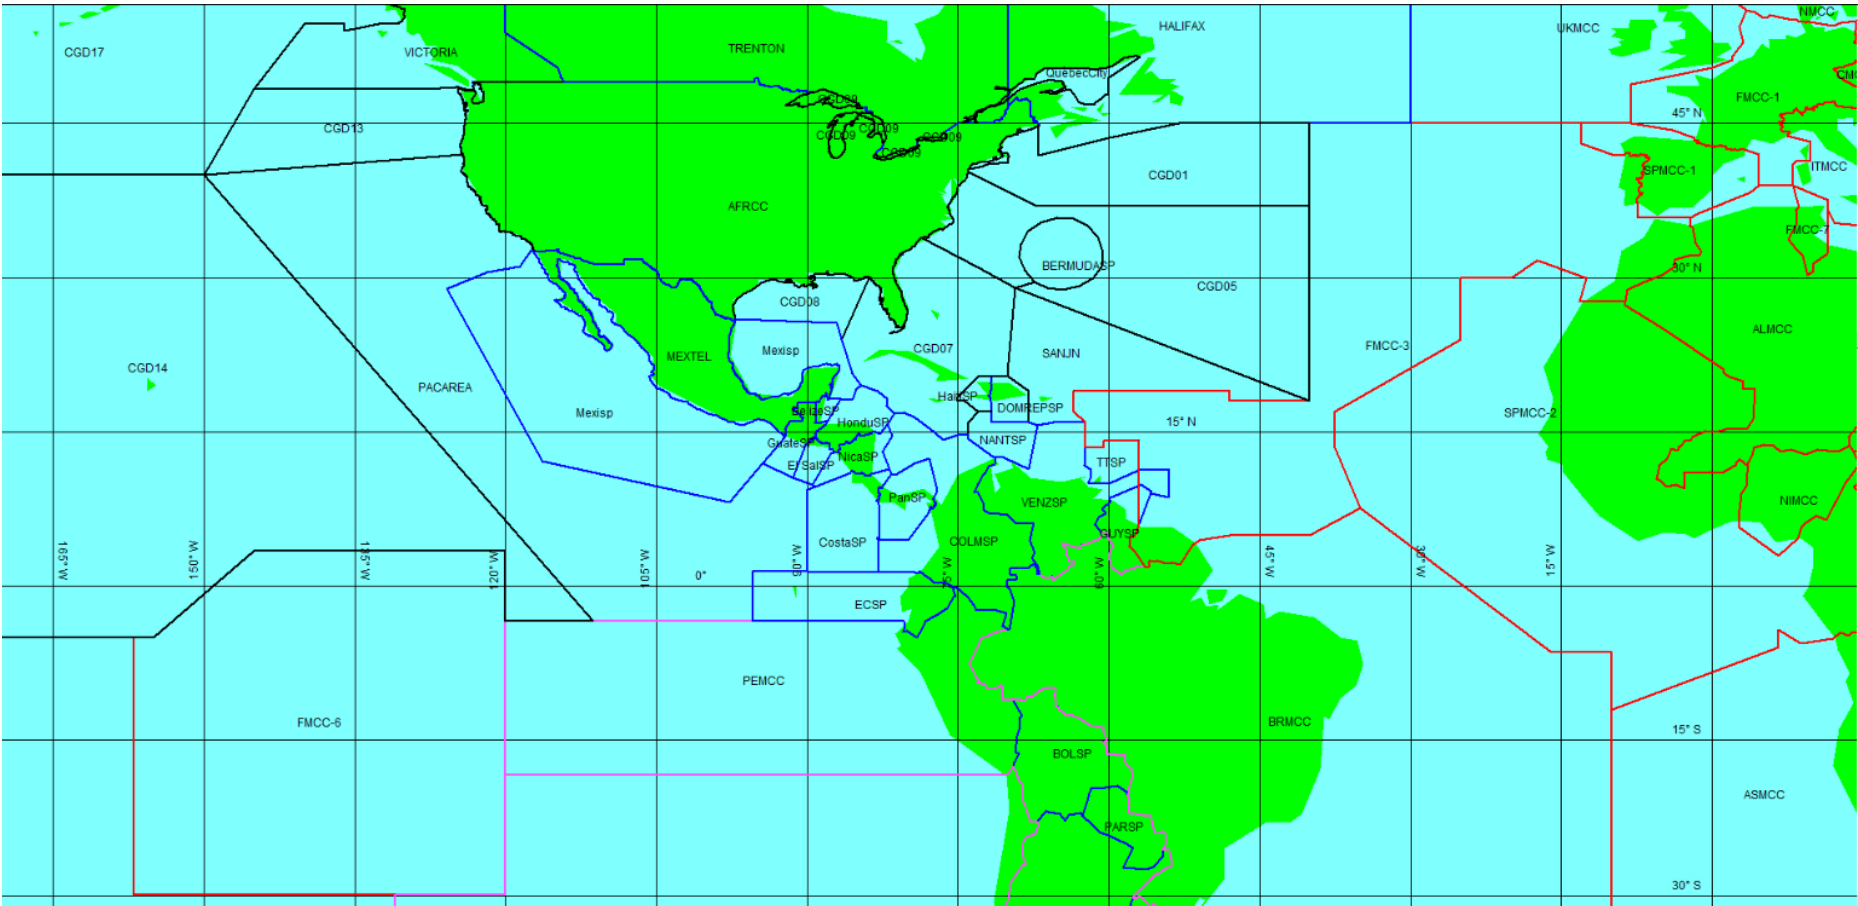 NMCC
HALIFAX
UKMCC
CGD17
VICTORIA
TRENTON
QuebecCity
FMCC-1
CGD09
45° N
CGD13
CGD09
CGD09
CGD09
CGD09
ITMCC
SPMCC-1
CGD01
AFRCC
FMCC-7
BERMUDASP
30° N
CGD05
CGD08
ALMCC
Mexisp
CGD07
SANJN
FMCC-3
MEXTEL
CGD14
PACAREA
HaitiSP
DOMREPSP
BelizeSP
Mexisp
SPMCC-2
HonduSP
15° N
GuateSP
NANTSP
NicaSP
El SalSP
TTSP
PanSP
VENZSP
NIMCC
GUYSP
CostaSP
COLMSP
165° W
150° W
135° W
120° W
105° W
90° W
75° W
60° W
45° W
30° W
15° W
0°
ECSP
PEMCC
FMCC-6
BRMCC
15° S
BOLSP
ASMCC
PARSP
30° S